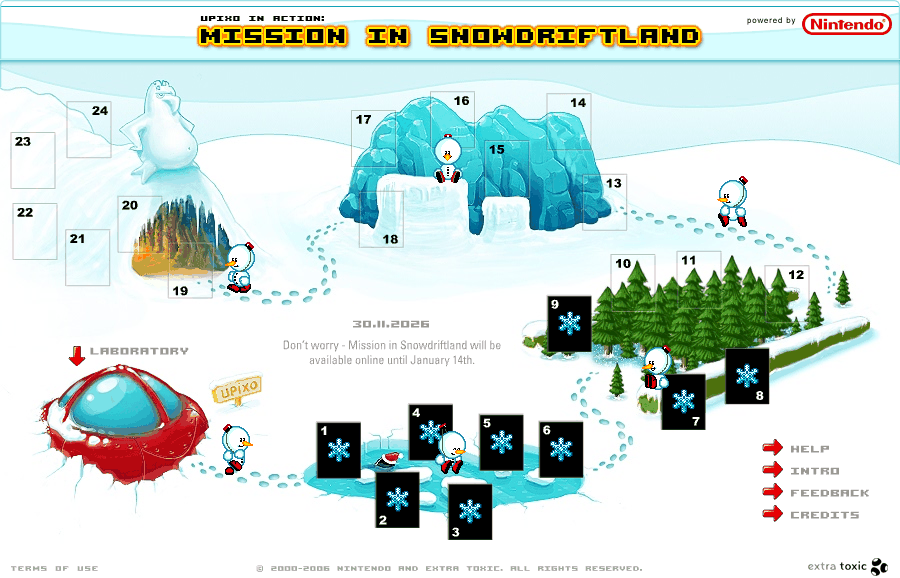 UPIXO IN ACTION:
MISSION IN SNOWDRIFTLAND
powered by Nintendo
24
23
22
21
20
19
17
16
15
14
13
18
10
11
12
9
8
7
30.11.2026
Don't worry - Mission in Snowdriftland will be
available online until January 14th.
LABORATORY
UPIXO
1
4
5
6
2
3
HELP
INTRO
FEEDBACK
CREDITS
TERMS OF USE
© 2000-2006 NINTENDO AND EXTRA TOXIC. ALL RIGHTS RESERVED.
extra toxic